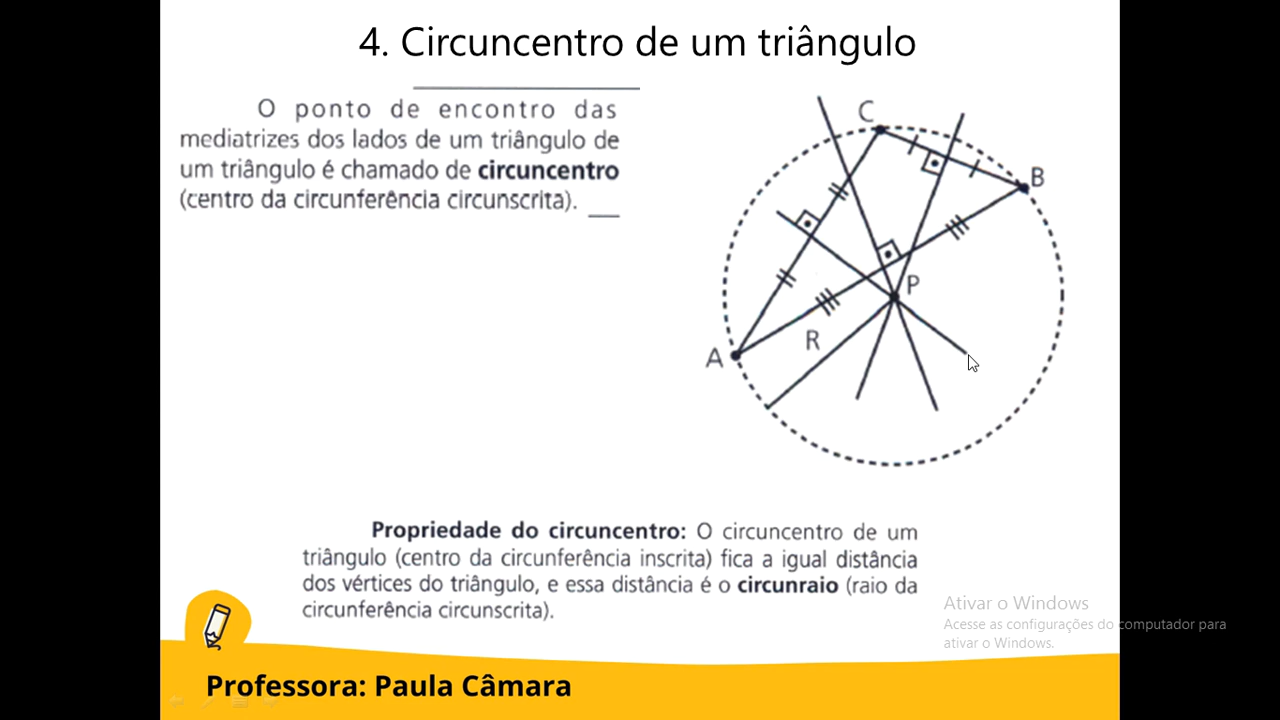 4. Circuncentro de um triângulo
O ponto de encontro das
mediatrizes dos lados de um triângulo de
um triângulo é chamado de circuncentro
(centro da circunferência circunscrita).
C
B
P
R
A
Propriedade do circuncentro: O circuncentro de um
triângulo (centro da circunferência inscrita) fica a igual distância
dos vértices do triângulo, e essa distância é o circunraio (raio da
circunferência circunscrita).
Ativar o Windows
Acesse as configurações do computador para
ativar o Windows.
Professora: Paula Câmara